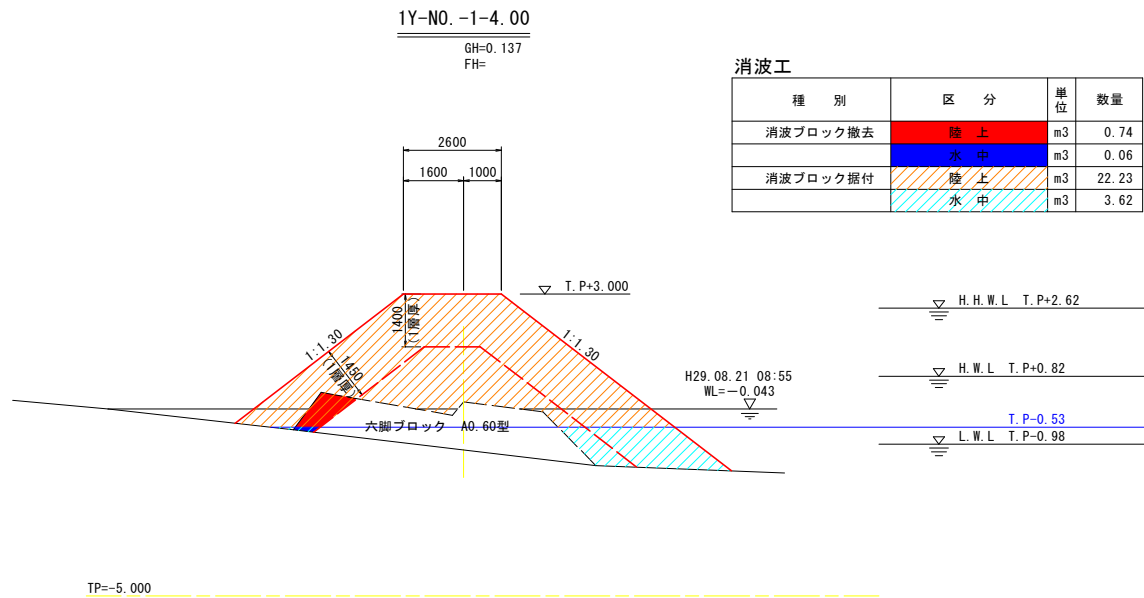 1Y-NO.-1-4.00
GH=0.137
FH=
消波工
種 別 区 分 単位 数量
消波ブロック撤去 陸 上 m3 0.74
水 中 m3 0.06
消波ブロック据付 陸 上 m3 22.23
水 中 m3 3.62
2600
1600 1000
T.P+3.000
H.H.W.L T.P+2.62
1400
(1層厚)
1:1.30
1:1.30
1450
(1層厚)
H.W.L T.P+0.82
H29.08.21 08:55
WL=-0.043
T.P-0.53
六脚ブロック A0.60型
L.W.L T.P-0.98
TP=-5.000